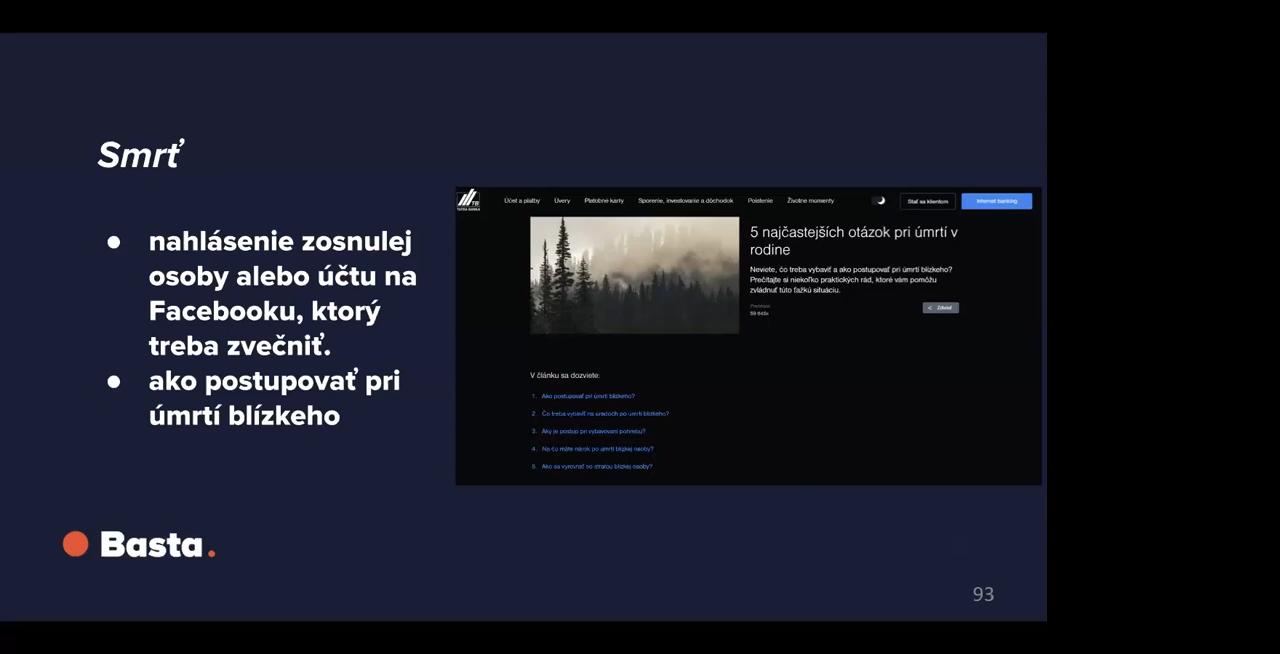 Smrť
● nahlásenie zosnulej
osoby alebo účtu na
Facebooku, ktorý
treba zvečniť.
● ako postupovať pri
úmrtí blízkeho
TATRA BANKA
Účet a platby Úvery Platobné karty Sporenie, investovanie a dôchodok Poistenie Životné momenty Stať sa klientom Internet banking
5 najčastejších otázok pri úmrtí v
rodine
Neviete, čo treba vybaviť a ako postupovať pri úmrtí blízkeho?
Prečítajte si niekoľko praktických rád, ktoré vám pomôžu
zvládnuť túto ťažkú situáciu.
Zdieľať
V článku sa dozviete:
1. Ako postupovať pri úmrtí blízkeho?
2. Čo treba vybaviť na úradoch po úmrtí blízkeho?
3. Aký je postup pri vybavovaní pohrebu?
4. Na čo máte nárok po úmrtí blízkej osoby?
5. Ako sa vyrovnať so stratou blízkej osoby?
Basta.
93